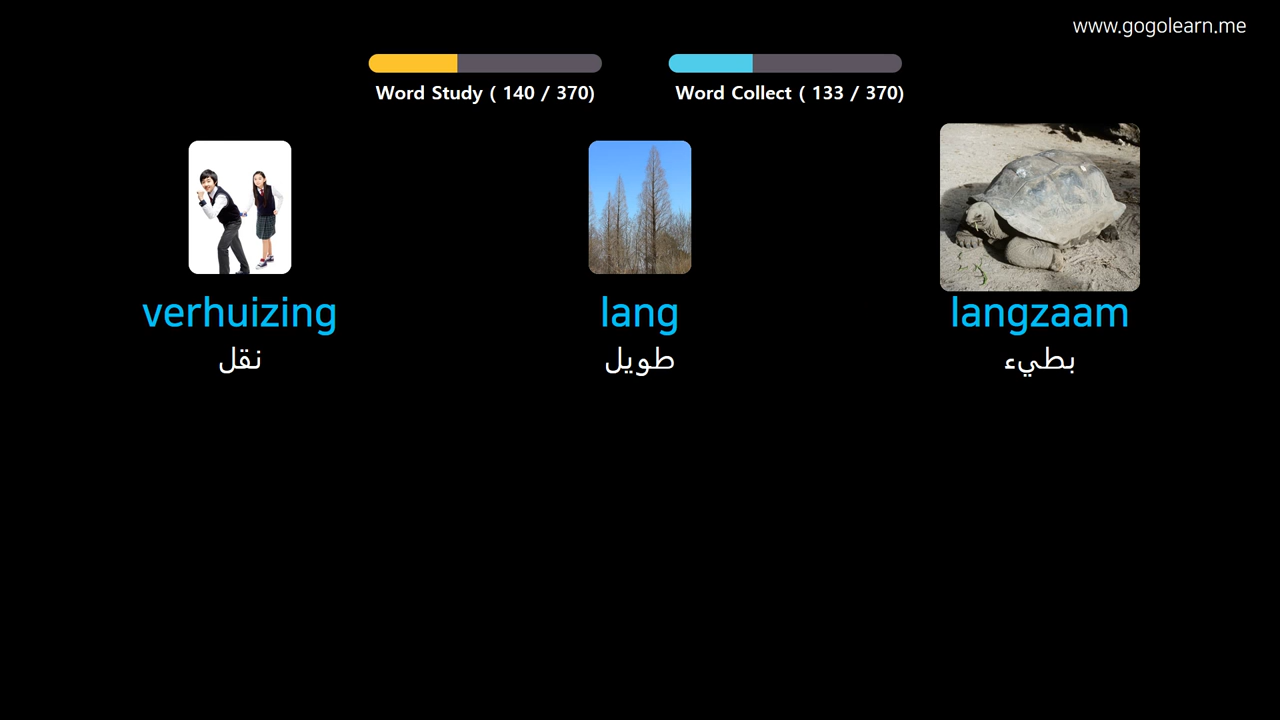 www.gogolearn.me
Word Study ( 140 / 370)
Word Collect ( 133 / 370)
verhuizing
نقل
lang
طويل
langzaam
بطيء